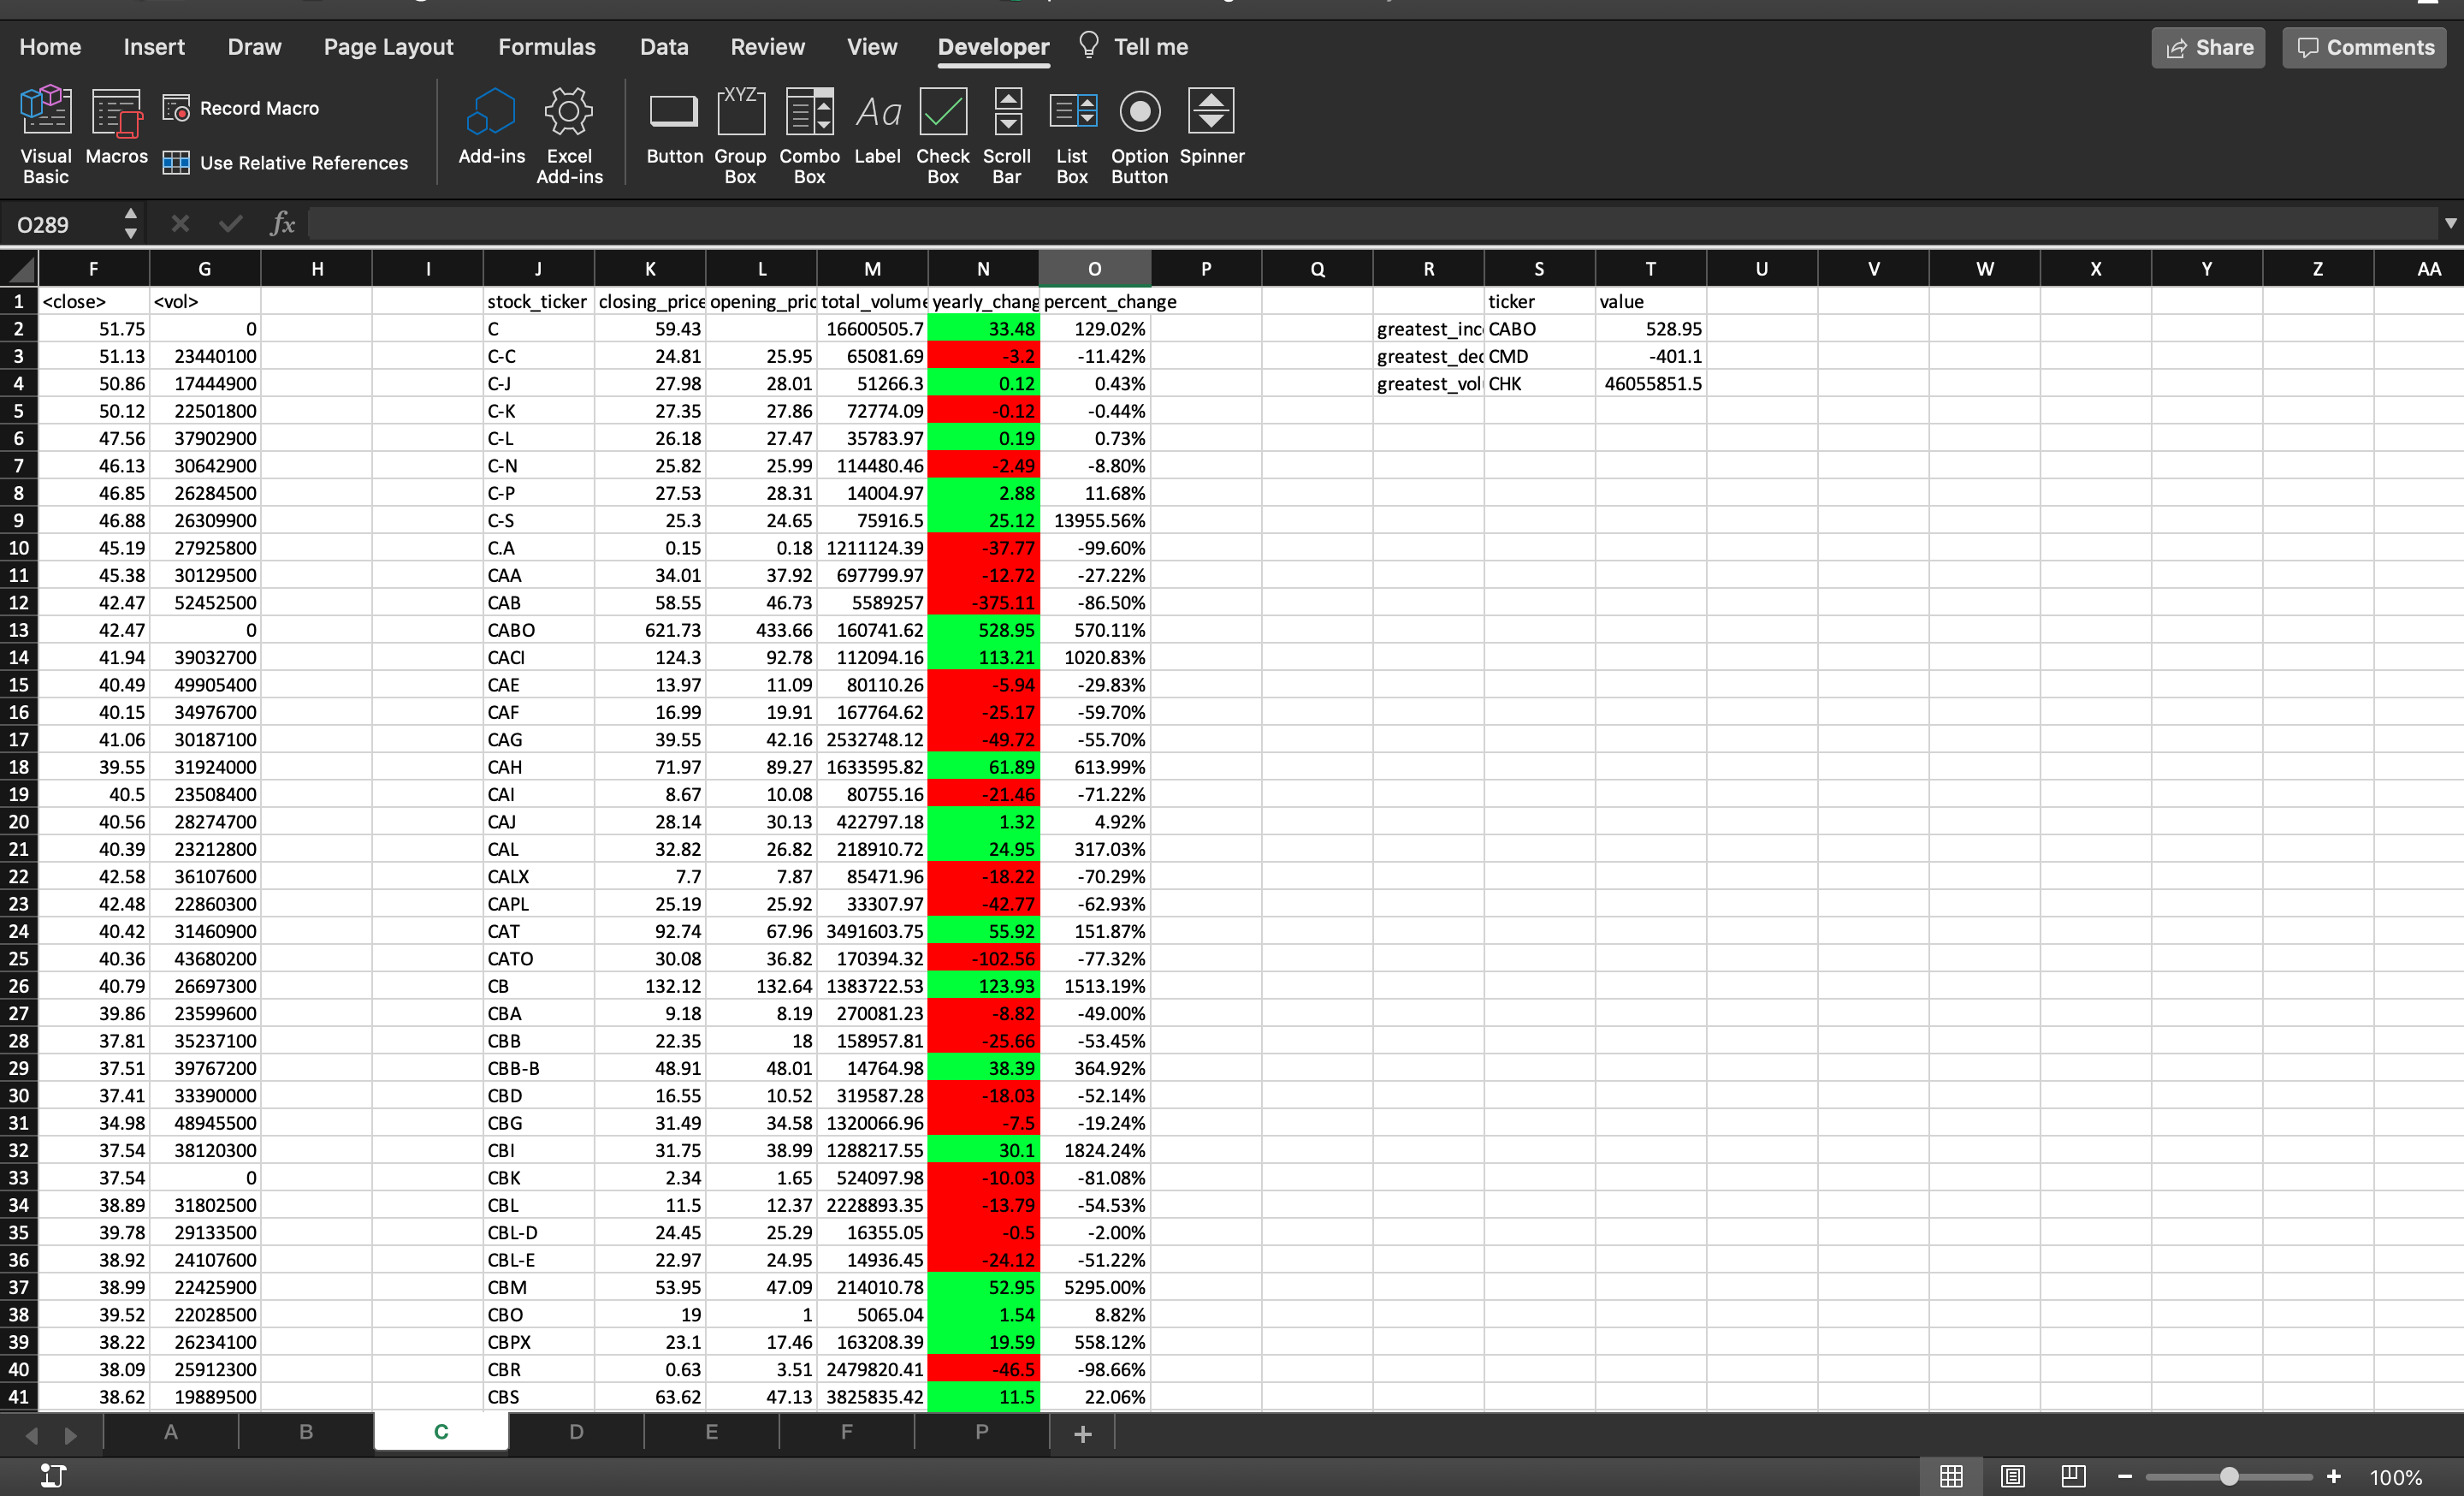 Home Insert Draw Page Layout Formulas Data Review View Developer Tell me Share Comments
Visual Basic Macros Record Macro Use Relative References Add-ins Excel Add-ins XYZ Button Group Box Combo Box Aa Label Check Box Scroll Bar List Box Option Button Spinner
O289 fx
F G H I J K L M N O P Q R S T U V W X Y Z AA
1 <close> <vol> stock_ticker closing_price opening_pric total_volume yearly_chang percent_change ticker value
2 51.75 0 C 59.43 16600505.7 33.48 129.02% greatest_inc CABO 528.95
3 51.13 23440100 C-C 24.81 25.95 65081.69 -3.2 -11.42% greatest_dec CMD -401.1
4 50.86 17444900 C-J 27.98 28.01 51266.3 0.12 0.43% greatest_vol CHK 46055851.5
5 50.12 22501800 C-K 27.35 27.86 72774.09 -0.12 -0.44%
6 47.56 37902900 C-L 26.18 27.47 35783.97 0.19 0.73%
7 46.13 30642900 C-N 25.82 25.99 114480.46 -2.49 -8.80%
8 46.85 26284500 C-P 27.53 28.31 14004.97 2.88 11.68%
9 46.88 26309900 C-S 25.3 24.65 75916.5 25.12 13955.56%
10 45.19 27925800 C.A 0.15 0.18 1211124.39 -37.77 -99.60%
11 45.38 30129500 CAA 34.01 37.92 697799.97 -12.72 -27.22%
12 42.47 52452500 CAB 58.55 46.73 5589257 -375.11 -86.50%
13 42.47 0 CABO 621.73 433.66 160741.62 528.95 570.11%
14 41.94 39032700 CACI 124.3 92.78 112094.16 113.21 1020.83%
15 40.49 49905400 CAE 13.97 11.09 80110.26 -5.94 -29.83%
16 40.15 34976700 CAF 16.99 19.91 167764.62 -25.17 -59.70%
17 41.06 30187100 CAG 39.55 42.16 2532748.12 -49.72 -55.70%
18 39.55 31924000 CAH 71.97 89.27 1633595.82 61.89 613.99%
19 40.5 23508400 CAI 8.67 10.08 80755.16 -21.46 -71.22%
20 40.56 28274700 CAJ 28.14 30.13 422797.18 1.32 4.92%
21 40.39 23212800 CAL 32.82 26.82 218910.72 24.95 317.03%
22 42.58 36107600 CALX 7.7 7.87 85471.96 -18.22 -70.29%
23 42.48 22860300 CAPL 25.19 25.92 33307.97 -42.77 -62.93%
24 40.42 31460900 CAT 92.74 67.96 3491603.75 55.92 151.87%
25 40.36 43680200 CATO 30.08 36.82 170394.32 -102.56 -77.32%
26 40.79 26697300 CB 132.12 132.64 1383722.53 123.93 1513.19%
27 39.86 23599600 CBA 9.18 8.19 270081.23 -8.82 -49.00%
28 37.81 35237100 CBB 22.35 18 158957.81 -25.66 -53.45%
29 37.51 39767200 CBB-B 48.91 48.01 14764.98 38.39 364.92%
30 37.41 33390000 CBD 16.55 10.52 319587.28 -18.03 -52.14%
31 34.98 48945500 CBG 31.49 34.58 1320066.96 -7.5 -19.24%
32 37.54 38120300 CBI 31.75 38.99 1288217.55 30.1 1824.24%
33 37.54 0 CBK 2.34 1.65 524097.98 -10.03 -81.08%
34 38.89 31802500 CBL 11.5 12.37 2228893.35 -13.79 -54.53%
35 39.78 29133500 CBL-D 24.45 25.29 16355.05 -0.5 -2.00%
36 38.92 24107600 CBL-E 22.97 24.95 14936.45 -24.12 -51.22%
37 38.99 22425900 CBM 53.95 47.09 214010.78 52.95 5295.00%
38 39.52 22028500 CBO 19 1 5065.04 1.54 8.82%
39 38.22 26234100 CBPX 23.1 17.46 163208.39 19.59 558.12%
40 38.09 25912300 CBR 0.63 3.51 2479820.41 -46.5 -98.66%
41 38.62 19889500 CBS 63.62 47.13 3825835.42 11.5 22.06%
A B C D E F P +
100%